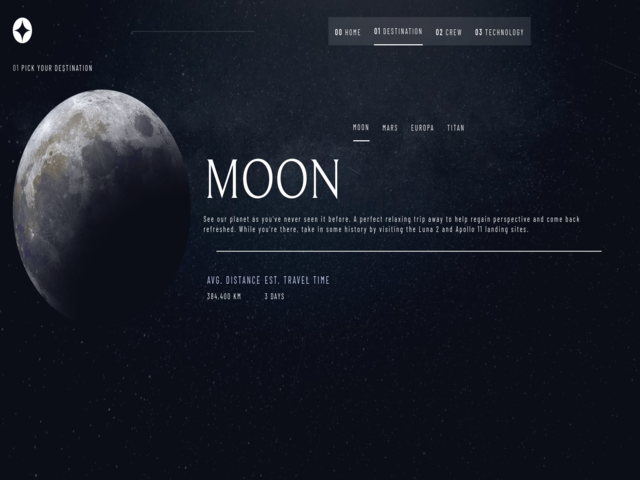 00 HOME 01 DESTINATION 02 CREW 03 TECHNOLOGY
01 PICK YOUR DESTINATION
MOON MARS EUROPA TITAN
MOON
See our planet as you've never seen it before. A perfect relaxing trip away to help regain perspective and come back
refreshed. While you're there, take in some history by visiting the Luna 2 and Apollo 11 landing sites.
AVG. DISTANCE EST. TRAVEL TIME
384,400 KM 3 DAYS